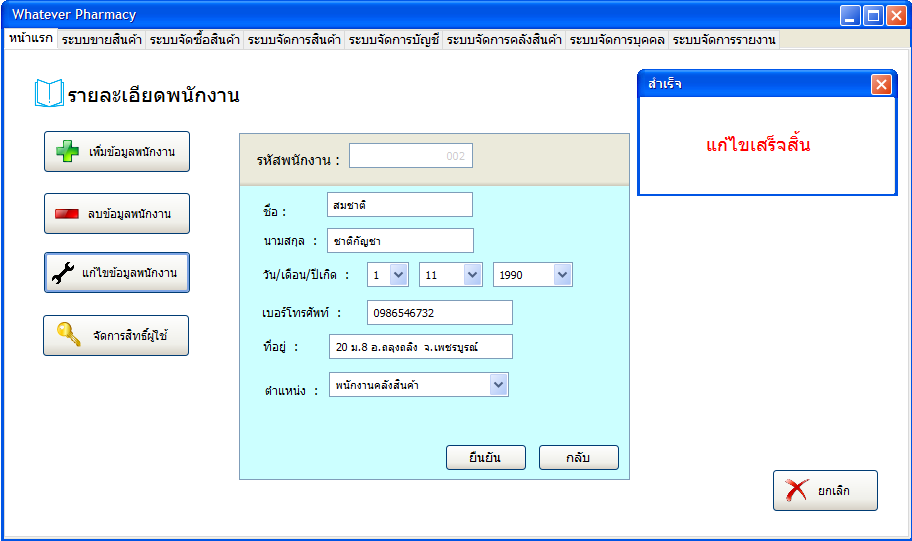 Whatever Pharmacy
หน้าแรก ระบบขายสินค้า ระบบจัดซื้อสินค้า ระบบจัดการสินค้า ระบบจัดการบัญชี ระบบจัดการคลังสินค้า ระบบจัดการบุคคล ระบบจัดการรายงาน
รายละเอียดพนักงาน
เพิ่มข้อมูลพนักงาน
ลบข้อมูลพนักงาน
แก้ไขข้อมูลพนักงาน
จัดการสิทธิ์ผู้ใช้
รหัสพนักงาน : 002
ชื่อ : สมชาติ
นามสกุล : ชาติกัญชา
วัน/เดือน/ปีเกิด : 1 11 1990
เบอร์โทรศัพท์ : 0986546732
ที่อยู่ : 20 ม.8 อ.ถลุงถลิง จ.เพชรบูรณ์
ตำแหน่ง : พนักงานคลังสินค้า
ยืนยัน กลับ
สำเร็จ
แก้ไขเสร็จสิ้น
ยกเลิก